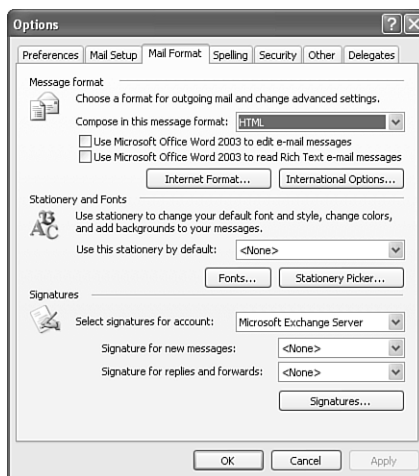 Options
Preferences Mail Setup Mail Format Spelling Security Other Delegates
Message format
Choose a format for outgoing mail and change advanced settings.
Compose in this message format: HTML
Use Microsoft Office Word 2003 to edit e-mail messages
Use Microsoft Office Word 2003 to read Rich Text e-mail messages
Internet Format... International Options...
Stationery and Fonts
Use stationery to change your default font and style, change colors,
and add backgrounds to your messages.
Use this stationery by default: <None>
Fonts... Stationery Picker...
Signatures
Select signatures for account: Microsoft Exchange Server
Signature for new messages: <None>
Signature for replies and forwards: <None>
Signatures...
OK Cancel Apply